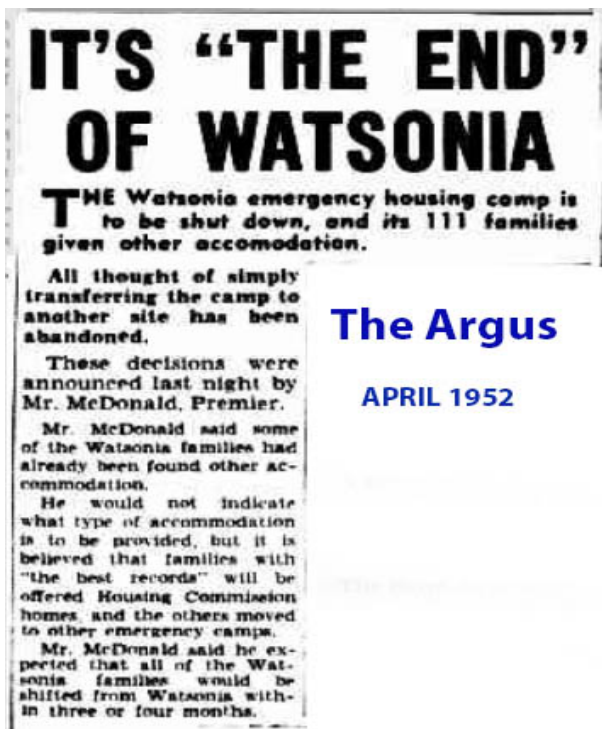 IT'S “THE END”
OF WATSONIA
THE Watsonia emergency housing camp is
to be shut down, and its 111 families
given other accomodation.
All thought of simply
transferring the camp to
another site has been
abandoned.
These decisions were
announced last night by
Mr. McDonald, Premier.
Mr. McDonald said some
of the Watsonia families had
already been found other ac-
commodation.
He would not indicate
what type of accommodation
is to be provided, but it is
believed that families with
"the best records" will be
offered Housing Commission
homes, and the others moved
to other emergency camps.
Mr. McDonald said he ex-
pected that all of the Wat-
sonia families would be
shifted from Watsonia with-
in three or four months.
The Argus
APRIL 1952